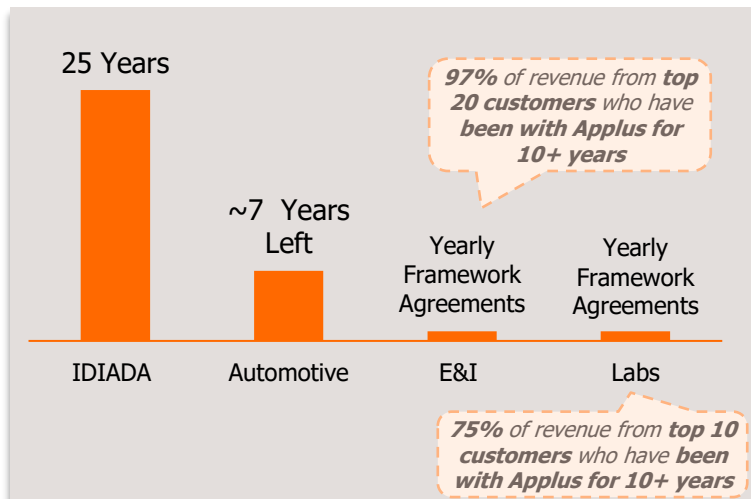 25 Years
97% of revenue from top
20 customers who have
been with Applus for
10+ years
~7 Years
Left
Yearly
Framework
Agreements
Yearly
Framework
Agreements
IDIADA
Automotive
E&I
Labs
75% of revenue from top 10
customers who have been
with Applus for 10+ years